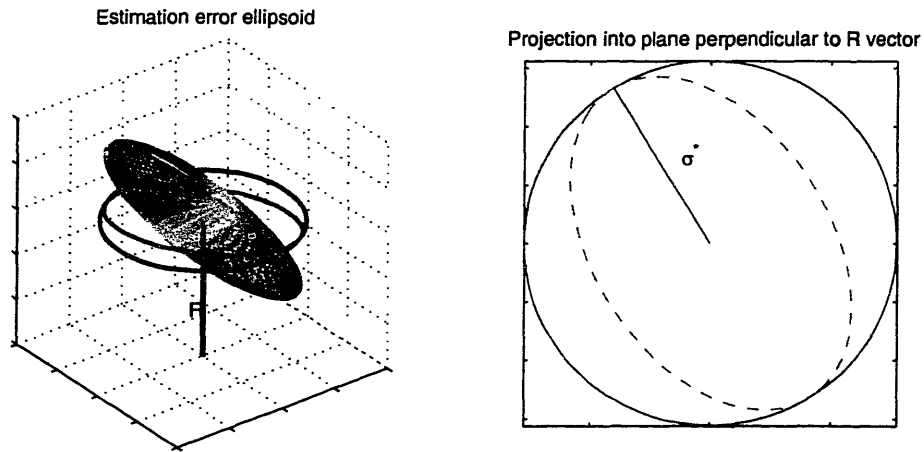 Estimation error ellipsoid
Projection into plane perpendicular to R vector
σ*
R